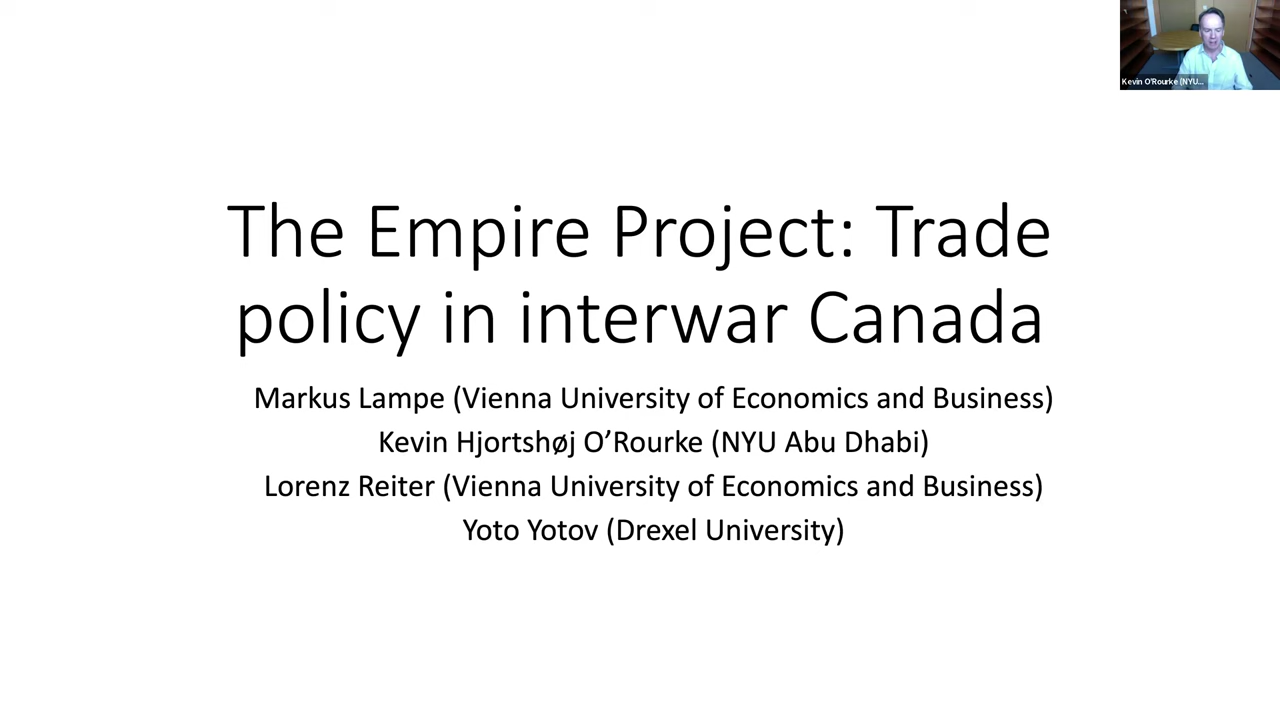 Kevin O'Rourke (NYU...
The Empire Project: Trade
policy in interwar Canada
Markus Lampe (Vienna University of Economics and Business)
Kevin Hjortshøj O’Rourke (NYU Abu Dhabi)
Lorenz Reiter (Vienna University of Economics and Business)
Yoto Yotov (Drexel University)